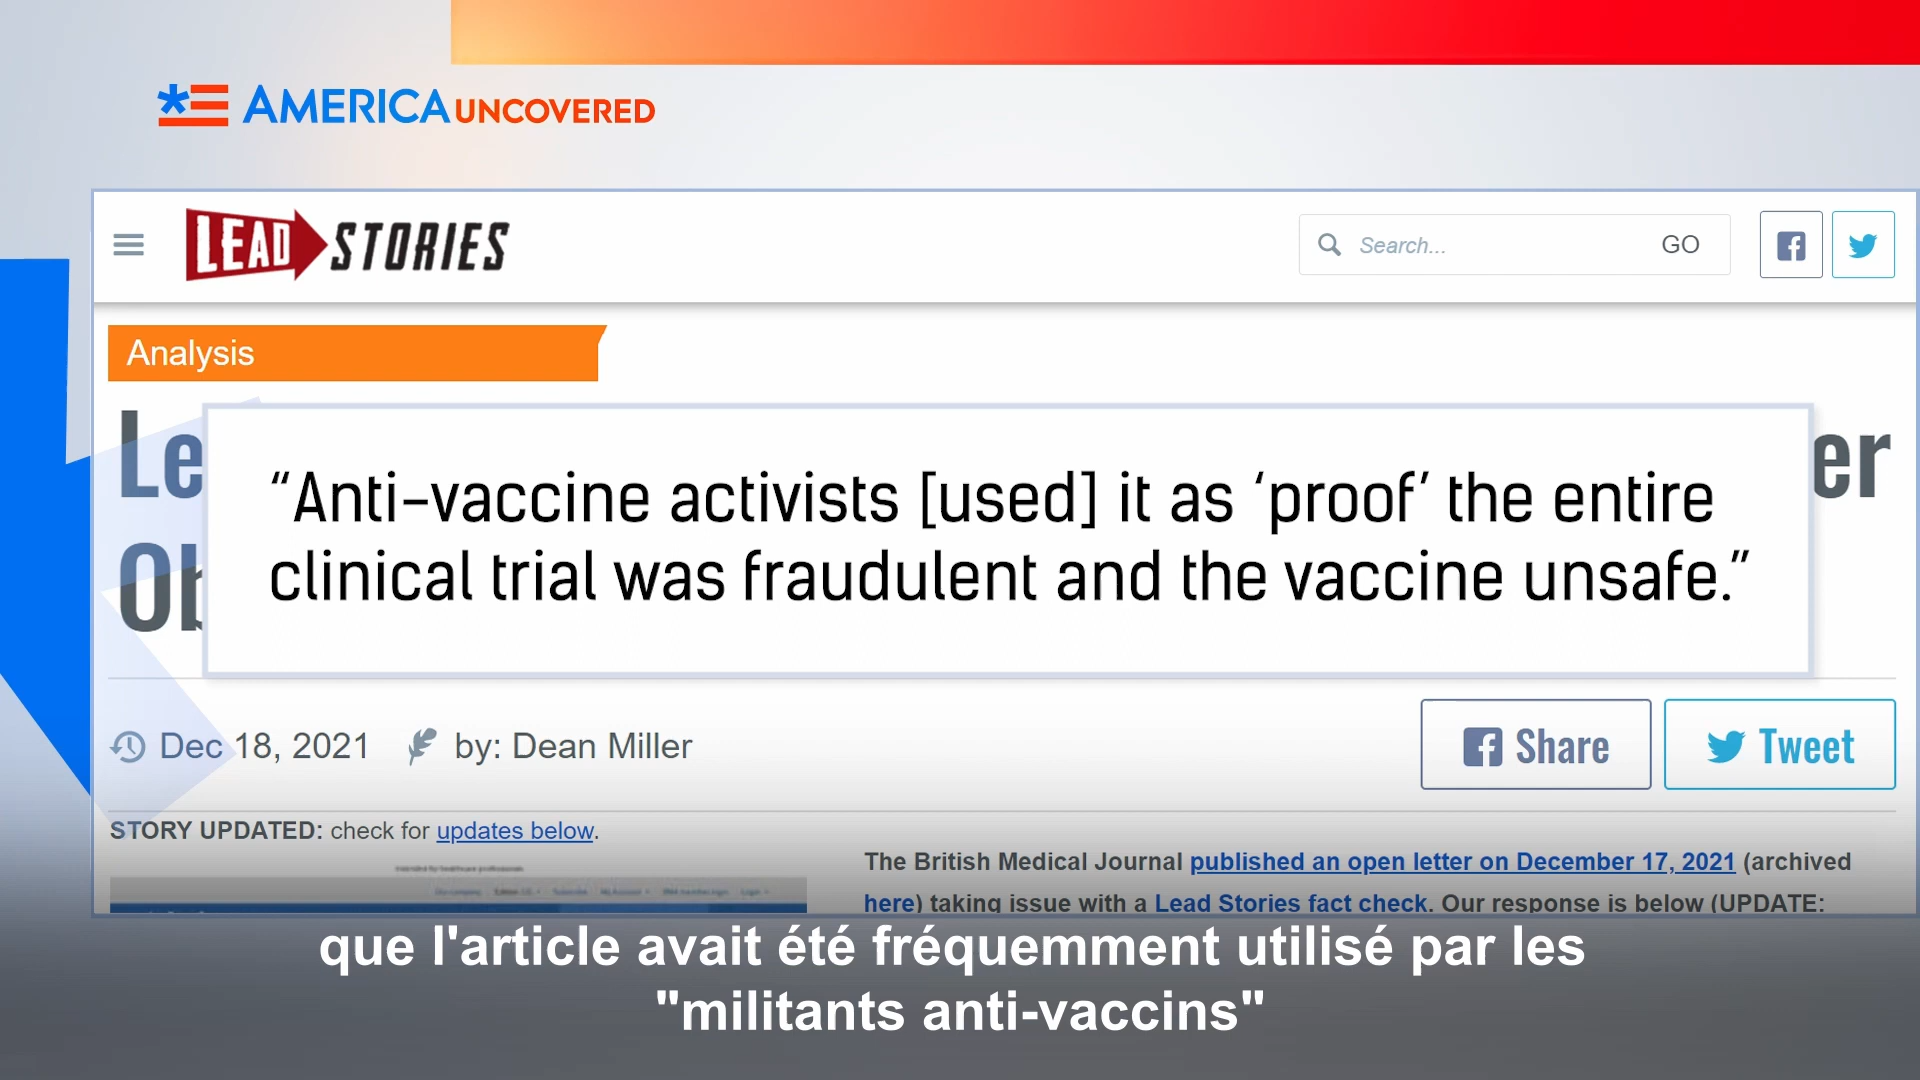 AMERICA UNCOVERED
LEAD STORIES
Search...
GO
Analysis
Le
er
Ob
“Anti-vaccine activists [used] it as ‘proof’ the entire
clinical trial was fraudulent and the vaccine unsafe.”
Dec 18, 2021
by: Dean Miller
Share
Tweet
STORY UPDATED: check for updates below.
The British Medical Journal published an open letter on December 17, 2021 (archived
here) taking issue with a Lead Stories fact check. Our response is below (UPDATE:
que l'article avait été fréquemment utilisé par les
"militants anti-vaccins"